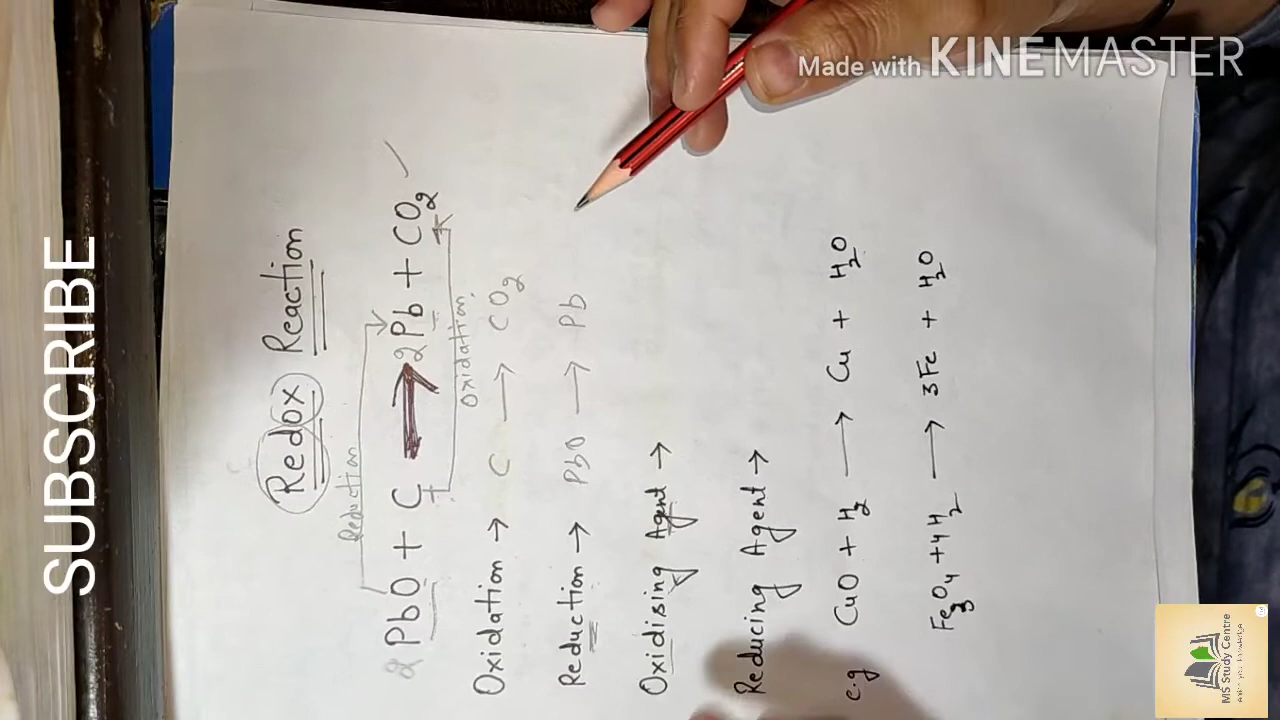 Redox Reaction
Reduction
2PbO + C → 2Pb + CO2
Oxidation
Oxidation → C → CO2
Reduction → PbO → Pb
Oxidising Agent →
Reducing Agent →
e.g CuO + H2 → Cu + H2O
Fe3O4 + 4H2 → 3Fe + H2O
SUBSCRIBE
Made with KINEMASTER
MS Study Centre